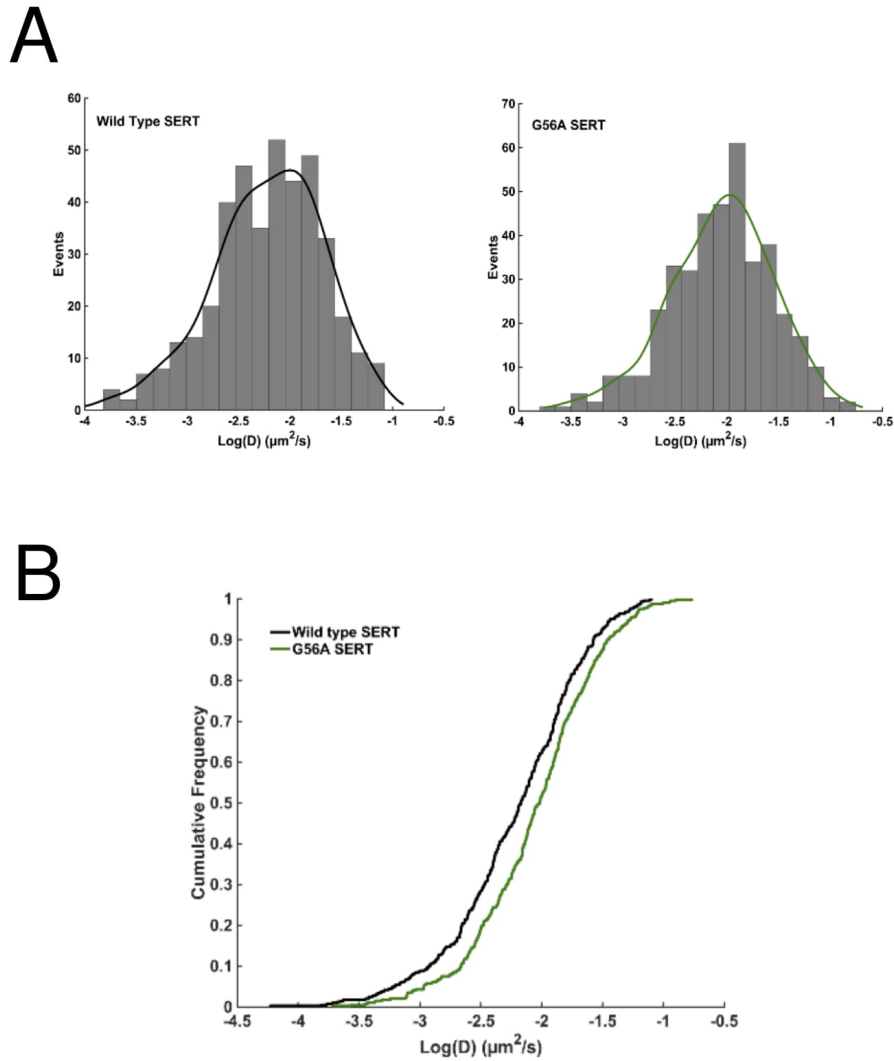 A
Wild Type SERT
Events
60
50
40
30
20
10
0
-4 -3.5 -3 -2.5 -2 -1.5 -1 -0.5
Log(D) (µm²/s)
G56A SERT
Events
70
60
50
40
30
20
10
0
-4 -3.5 -3 -2.5 -2 -1.5 -1 -0.5
Log(D) (µm²/s)
B
Wild type SERT
G56A SERT
Cumulative Frequency
1
0.9
0.8
0.7
0.6
0.5
0.4
0.3
0.2
0.1
0
-4.5 -4 -3.5 -3 -2.5 -2 -1.5 -1 -0.5
Log(D) (µm²/s)